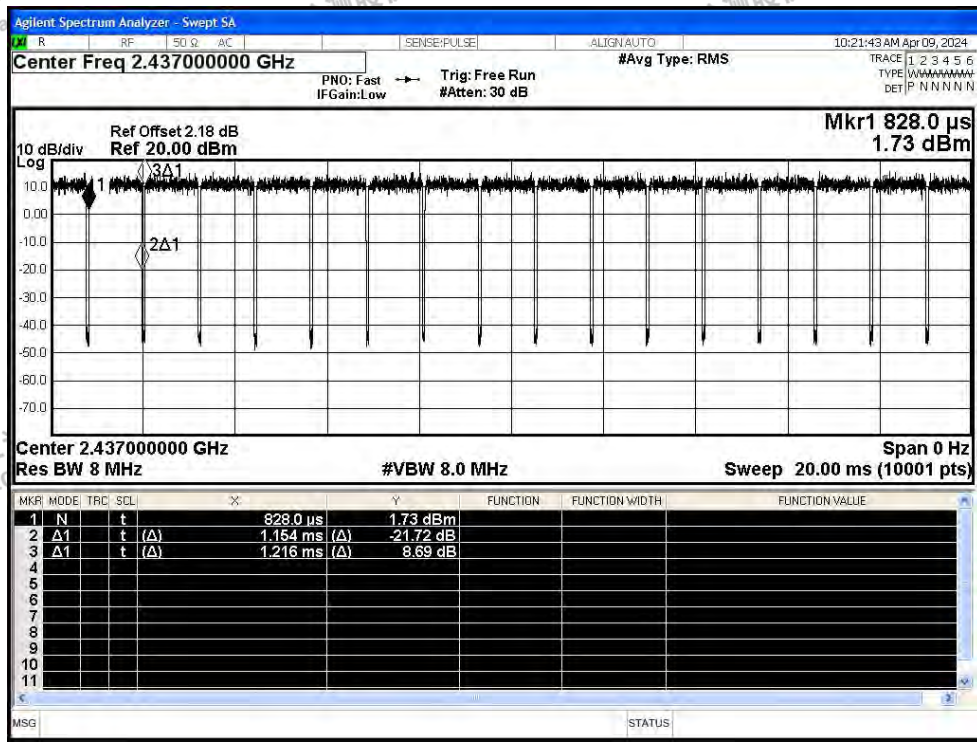 Agilent Spectrum Analyzer - Swept SA
R RF 50 Ω AC SENSE:PULSE ALIGN AUTO 10:21:43 AM Apr 09, 2024
Center Freq 2.437000000 GHz #Avg Type: RMS TRACE 1 2 3 4 5 6
PNO: Fast Trig: Free Run TYPE WWWWWW
IFGain:Low #Atten: 30 dB DET P N N N N N
Mkr1 828.0 µs
Ref Offset 2.18 dB
10 dB/div Ref 20.00 dBm 1.73 dBm
Log
3Δ1
10.0
1
0.00
-10.0
2Δ1
-20.0
-30.0
-40.0
-50.0
-60.0
-70.0
Center 2.437000000 GHz Span 0 Hz
Res BW 8 MHz #VBW 8.0 MHz Sweep 20.00 ms (10001 pts)
MKR MODE TRC SCL X Y FUNCTION FUNCTION WIDTH FUNCTION VALUE
1 N t 828.0 µs 1.73 dBm
2 Δ1 t (Δ) 1.154 ms (Δ) -21.72 dB
3 Δ1 t (Δ) 1.216 ms (Δ) 8.69 dB
4
5
6
7
8
9
10
11
MSG STATUS